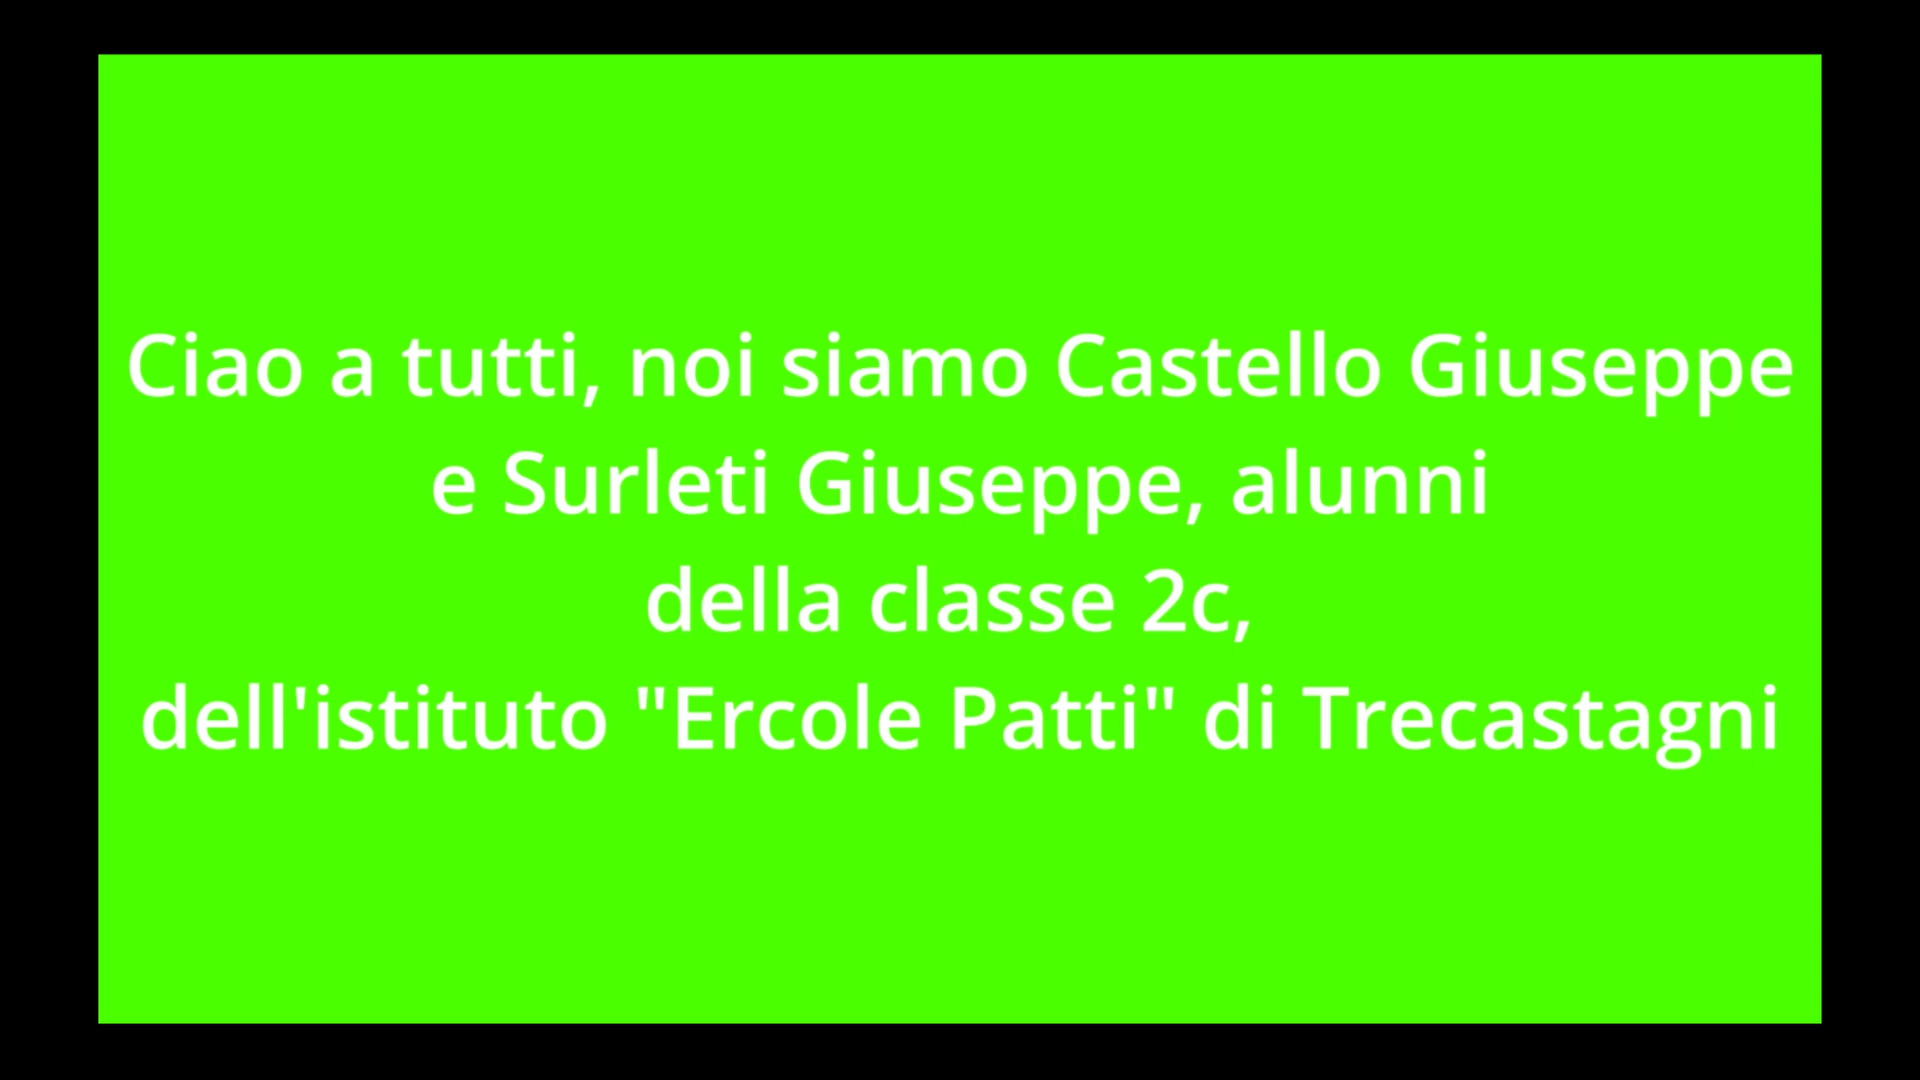 Ciao a tutti, noi siamo Castello Giuseppe
e Surleti Giuseppe, alunni
della classe 2c,
dell'istituto "Ercole Patti" di Trecastagni